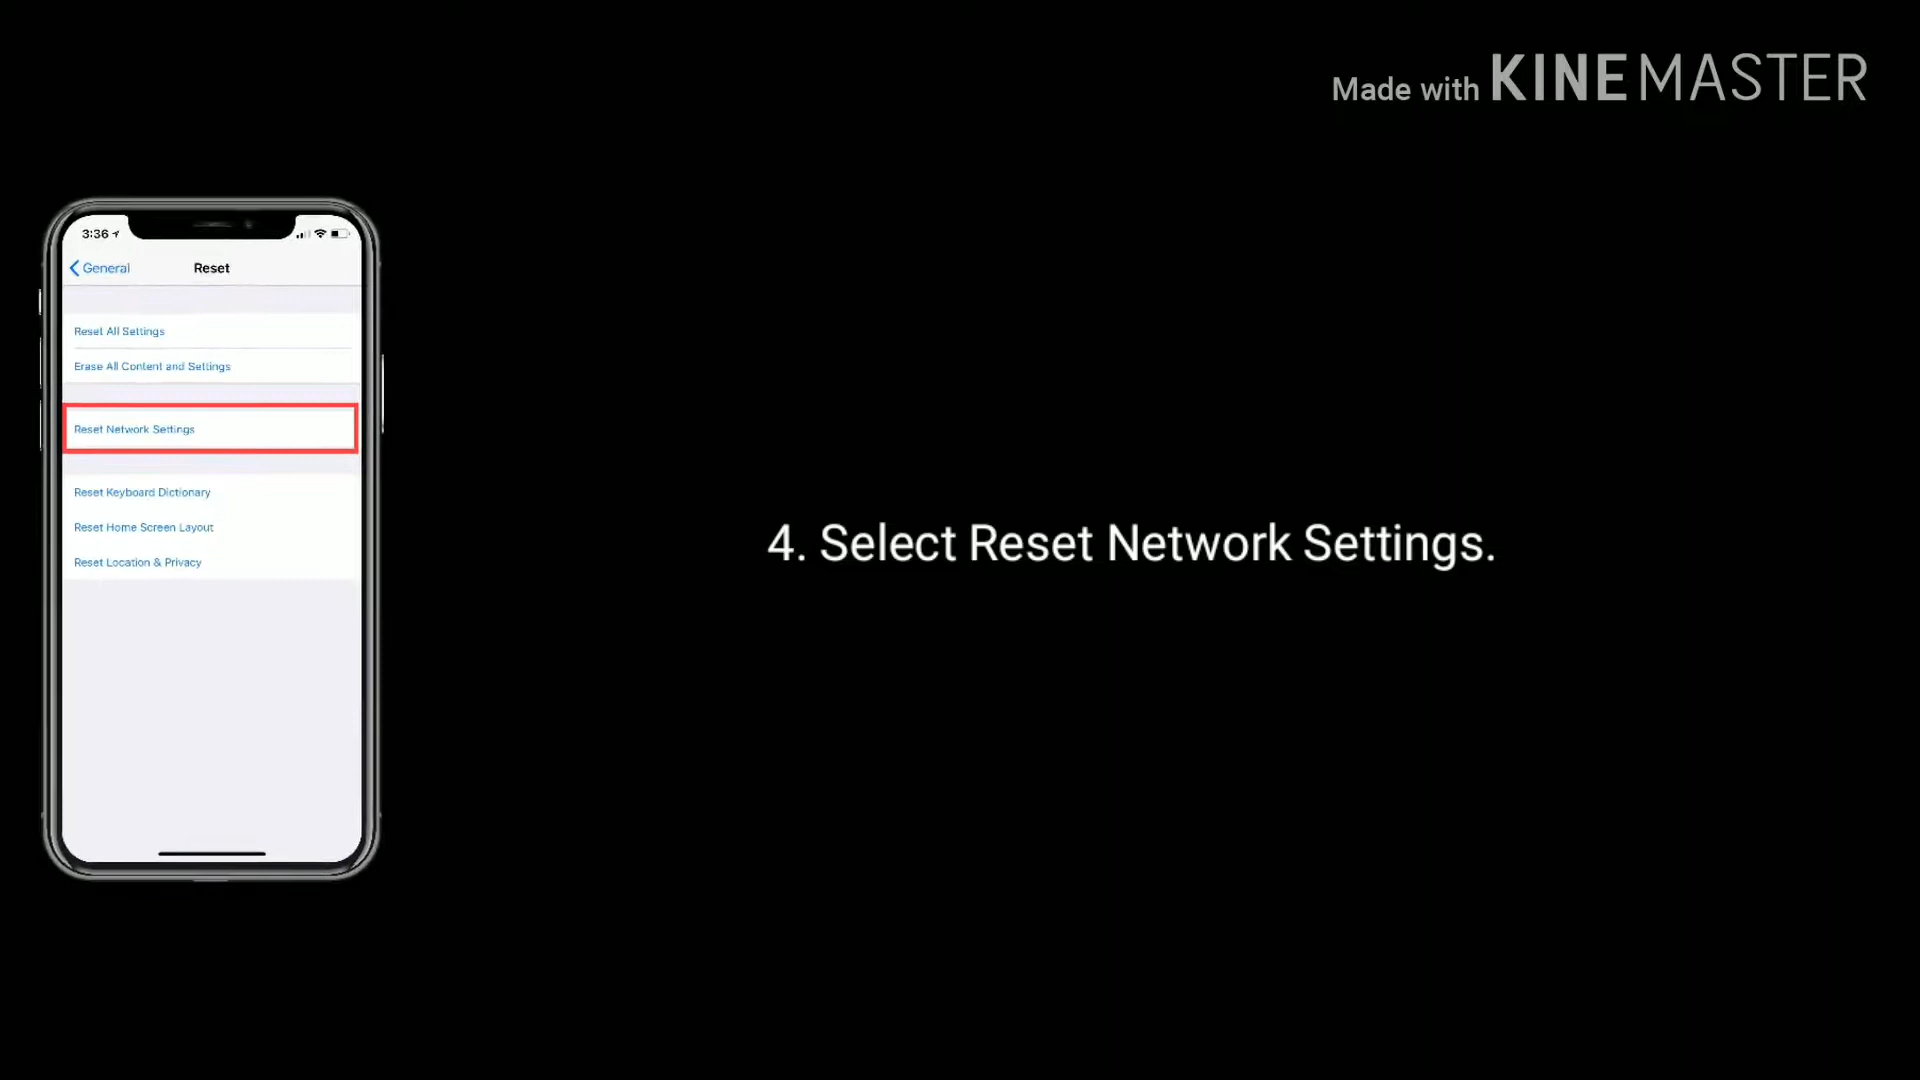 Made with KINEMASTER
3:36
General
Reset
Reset All Settings
Erase All Content and Settings
Reset Network Settings
Reset Keyboard Dictionary
Reset Home Screen Layout
Reset Location & Privacy
4. Select Reset Network Settings.